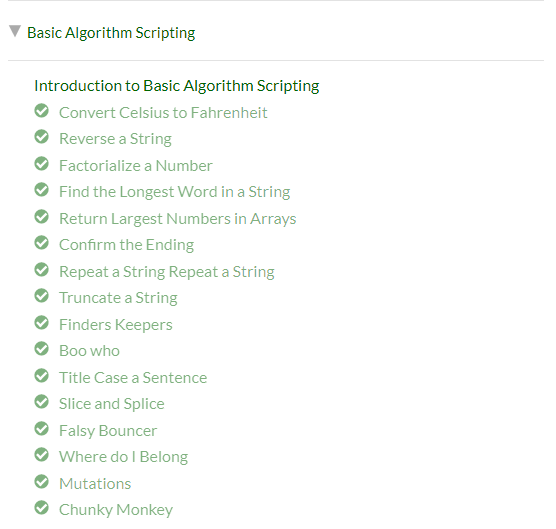 Basic Algorithm Scripting
Introduction to Basic Algorithm Scripting
Convert Celsius to Fahrenheit
Reverse a String
Factorialize a Number
Find the Longest Word in a String
Return Largest Numbers in Arrays
Confirm the Ending
Repeat a String Repeat a String
Truncate a String
Finders Keepers
Boo who
Title Case a Sentence
Slice and Splice
Falsy Bouncer
Where do I Belong
Mutations
Chunky Monkey